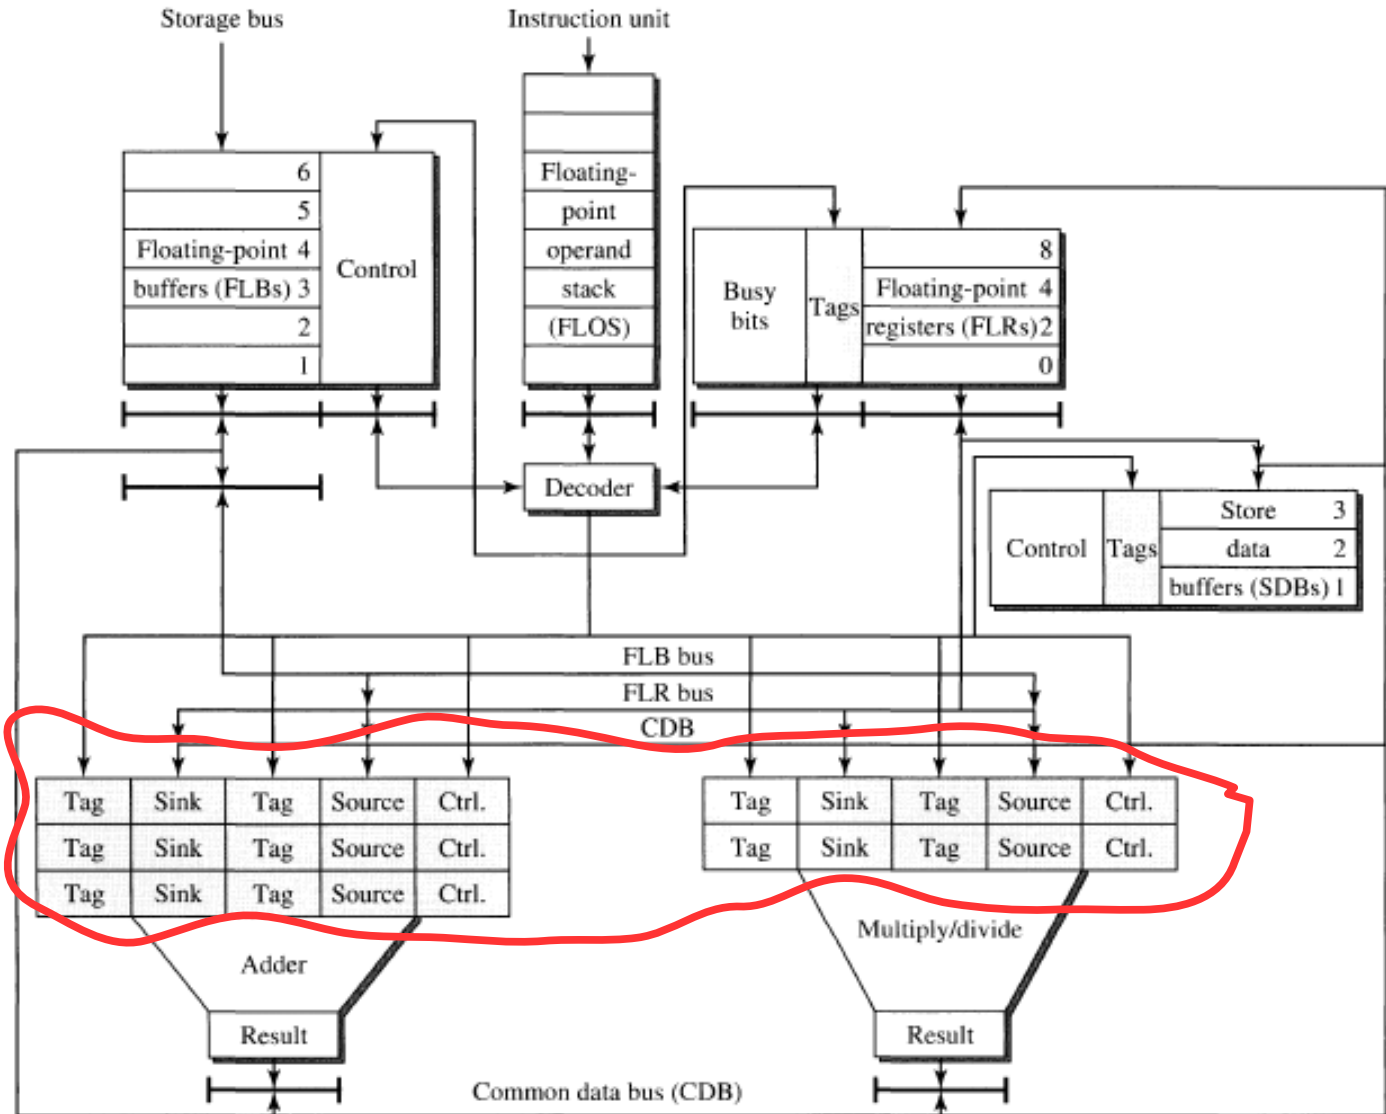 Storage bus
Instruction unit
6
5
Floating-point 4
buffers (FLBs) 3
2
1
Control
Floating-
point
operand
stack
(FLOS)
Busy
bits
Tags
8
Floating-point 4
registers (FLRs) 2
0
Decoder
Control
Tags
Store 3
data 2
buffers (SDBs) 1
FLB bus
FLR bus
CDB
Tag Sink Tag Source Ctrl.
Tag Sink Tag Source Ctrl.
Tag Sink Tag Source Ctrl.
Tag Sink Tag Source Ctrl.
Tag Sink Tag Source Ctrl.
Adder
Multiply/divide
Result
Result
Common data bus (CDB)